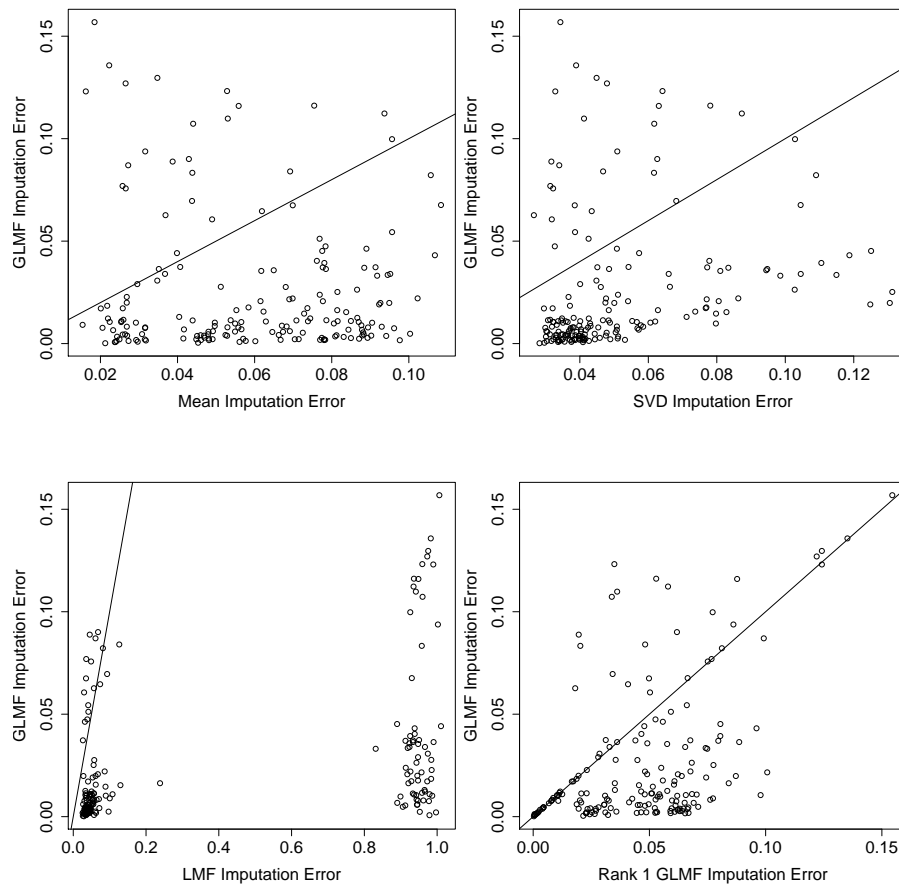 GLMF Imputation Error
0.00 0.05 0.10 0.15
0.02 0.04 0.06 0.08 0.10
Mean Imputation Error
GLMF Imputation Error
0.00 0.05 0.10 0.15
0.04 0.06 0.08 0.10 0.12
SVD Imputation Error
GLMF Imputation Error
0.00 0.05 0.10 0.15
0.0 0.2 0.4 0.6 0.8 1.0
LMF Imputation Error
GLMF Imputation Error
0.00 0.05 0.10 0.15
0.00 0.05 0.10 0.15
Rank 1 GLMF Imputation Error